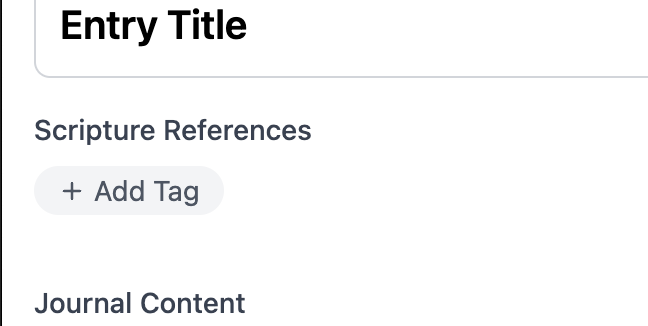 Entry Title
Scripture References
+ Add Tag
Journal Content